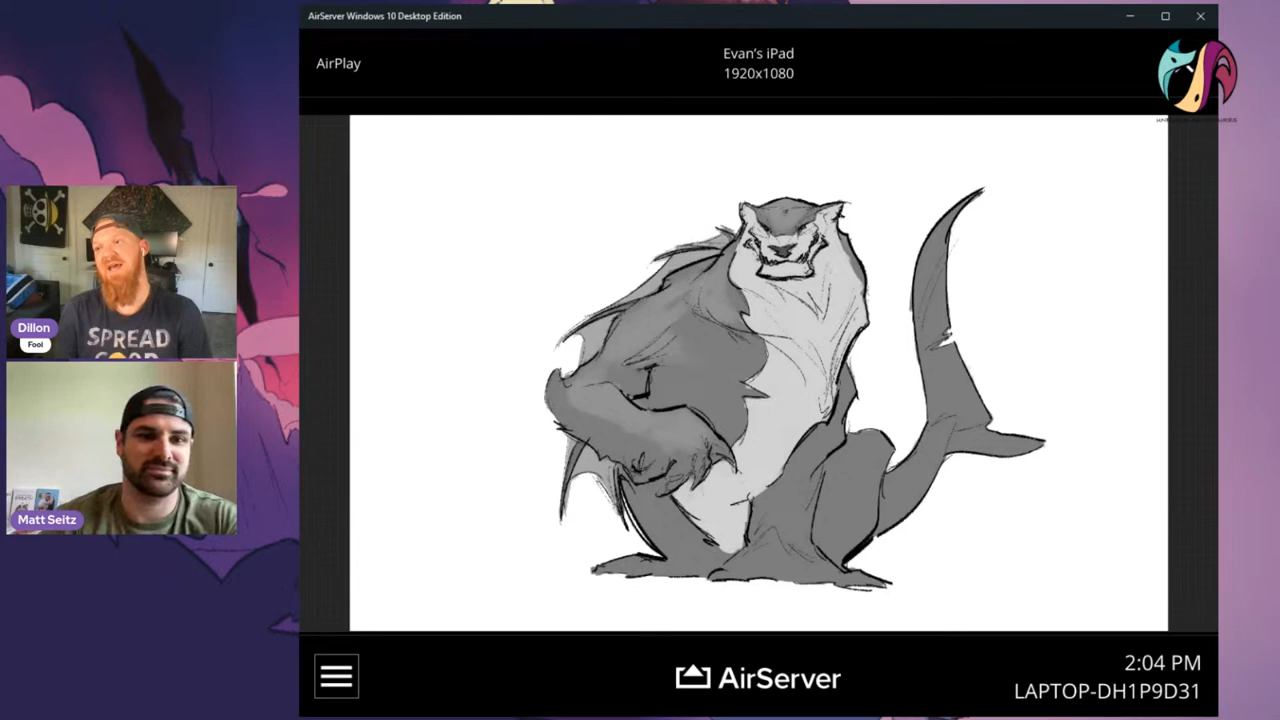 AirServer Windows 10 Desktop Edition
AirPlay
Evan's iPad
1920x1080
Dillon
Fool
SPREAD
Matt Seitz
AirServer
2:04 PM
LAPTOP-DH1P9D31